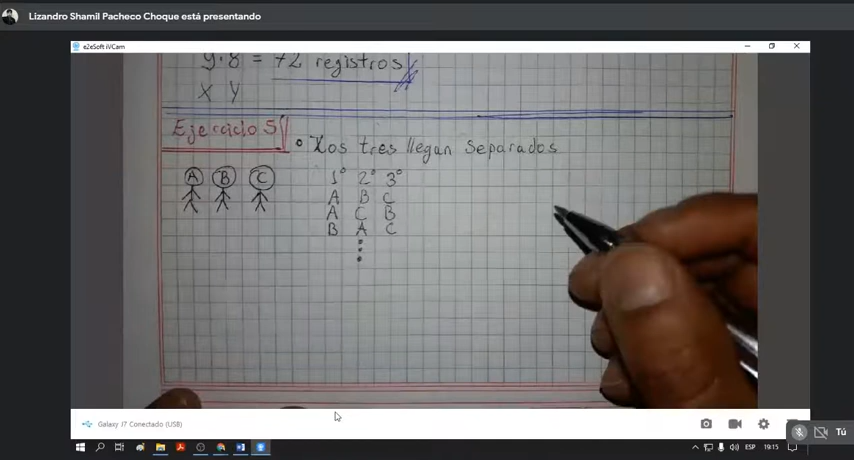 Lizandro Shamil Pacheco Choque está presentando
e2eSoft iVCam
9·8 = 72 registros
X Y
Ejercicio 5
• Los tres llegan separados
A B C
1° 2° 3°
A B C
A C B
B A C
Galaxy J7 Conectado (USB)
Tú
ESP 19:15